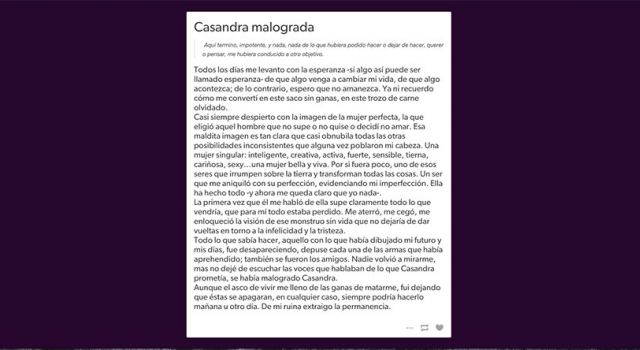 Casandra malograda
Aquí termino, impotente, y nada, nada de lo que hubiera podido hacer o dejar de hacer, querer
o pensar, me hubiera conducido a otro objetivo.
Todos los días me levanto con la esperanza -si algo así puede ser
llamado esperanza- de que algo venga a cambiar mi vida, de que algo
acontezca; de lo contrario, espero que no amanezca. Ya ni recuerdo
cómo me convertí en este saco sin ganas, en este trozo de carne
olvidado.
Casi siempre despierto con la imagen de la mujer perfecta, la que
eligió aquel hombre que no supe o no quise o decidí no amar. Esa
maldita imagen es tan clara que casi obnubila todas las otras
posibilidades inconsistentes que alguna vez poblaron mi cabeza. Una
mujer singular: inteligente, creativa, activa, fuerte, sensible, tierna,
cariñosa, sexy...una mujer bella y viva. Por si fuera poco, uno de esos
seres que irrumpen sobre la tierra y transforman todas las cosas. Un ser
que me aniquiló con su perfección, evidenciando mi imperfección. Ella
ha hecho todo -y ahora me queda claro que yo nada-.
La primera vez que él me habló de ella supe claramente todo lo que
vendría, que para mí todo estaba perdido. Me aterró, me cegó, me
enloqueció la visión de ese monstruo sin vida que no dejaría de dar
vueltas en torno a la infelicidad y la tristeza.
Todo lo que sabía hacer, aquello con lo que había dibujado mi futuro y
mis días, fue desapareciendo, depuse cada una de las armas que había
aprehendido; también se fueron los amigos. Nadie volvió a mirarme,
mas no dejé de escuchar las voces que hablaban de lo que Casandra
prometía, se había malogrado Casandra.
Aunque el asco de vivir me lleno de las ganas de matarme, fui dejando
que éstas se apagaran, en cualquier caso, siempre podría hacerlo
mañana u otro día. De mi ruina extraigo la permanencia.